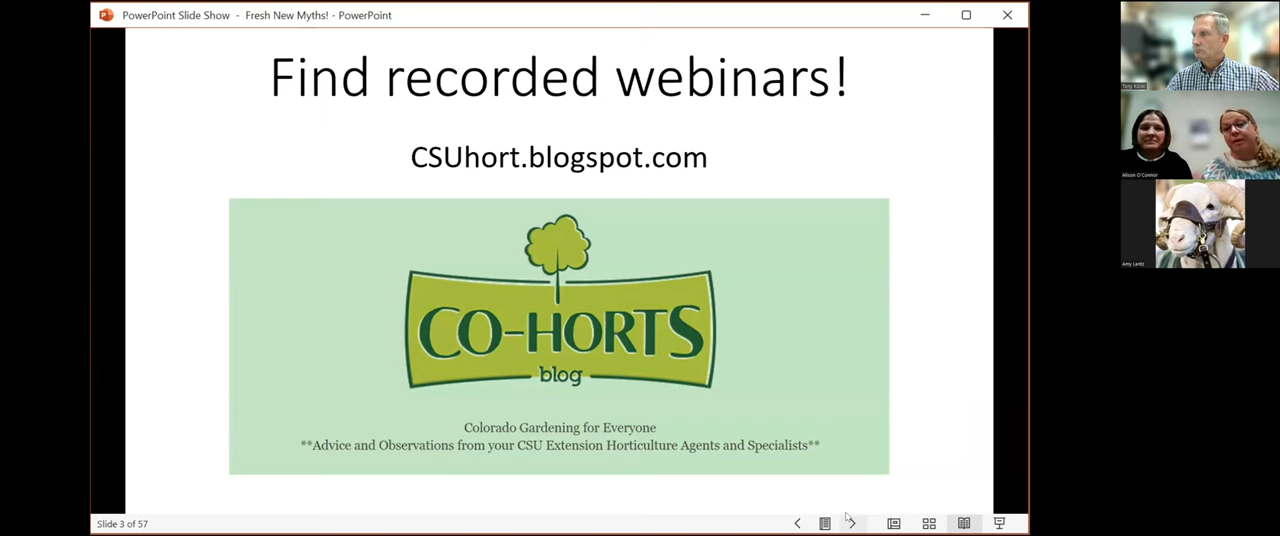 PowerPoint Slide Show - Fresh New Myths! - PowerPoint
Find recorded webinars!
CSUhort.blogspot.com
CO-HORTS
blog
Colorado Gardening for Everyone
**Advice and Observations from your CSU Extension Horticulture Agents and Specialists**
Slide 3 of 57
Alison O'Connor
Amy Lentz